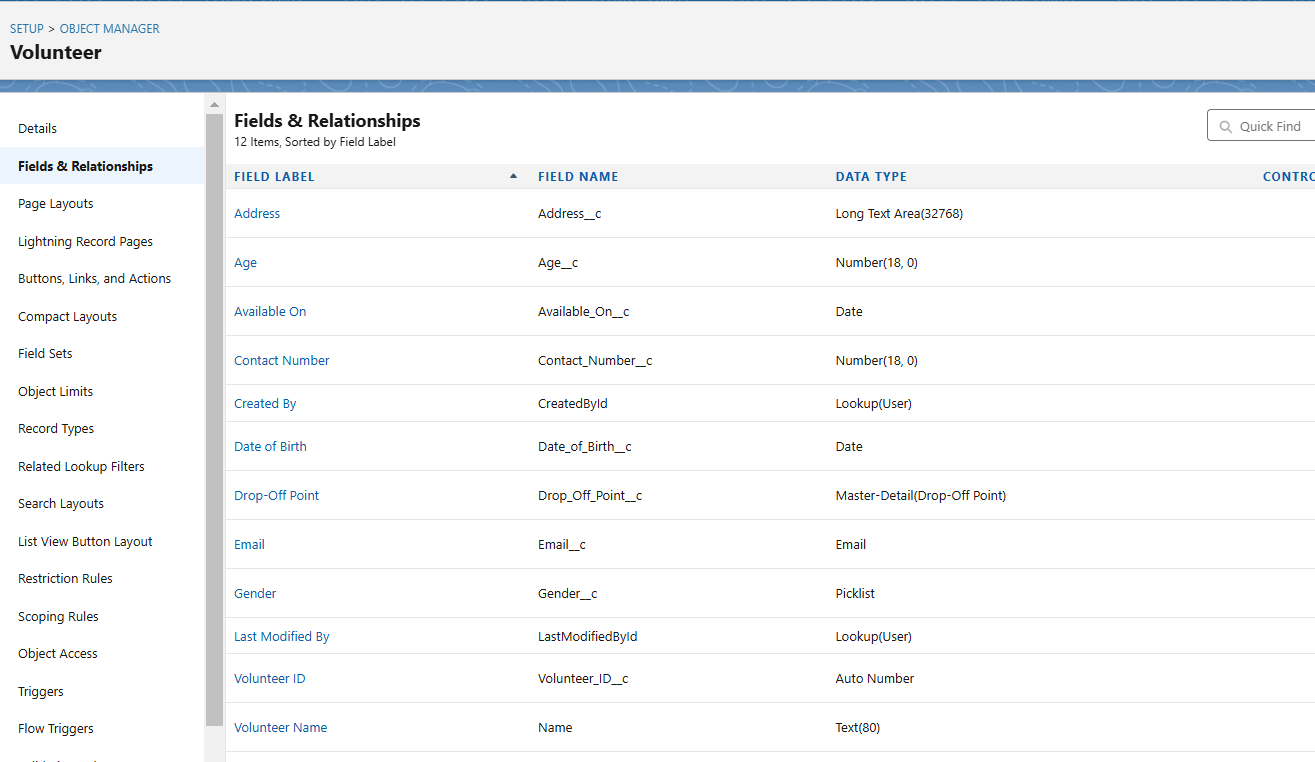 SETUP > OBJECT MANAGER
Volunteer
Details
Fields & Relationships
Page Layouts
Lightning Record Pages
Buttons, Links, and Actions
Compact Layouts
Field Sets
Object Limits
Record Types
Related Lookup Filters
Search Layouts
List View Button Layout
Restriction Rules
Scoping Rules
Object Access
Triggers
Flow Triggers
Fields & Relationships
12 Items, Sorted by Field Label
Quick Find
FIELD LABEL FIELD NAME DATA TYPE CONTRO
Address Address__c Long Text Area(32768)
Age Age__c Number(18, 0)
Available On Available_On__c Date
Contact Number Contact_Number__c Number(18, 0)
Created By CreatedById Lookup(User)
Date of Birth Date_of_Birth__c Date
Drop-Off Point Drop_Off_Point__c Master-Detail(Drop-Off Point)
Email Email__c Email
Gender Gender__c Picklist
Last Modified By LastModifiedById Lookup(User)
Volunteer ID Volunteer_ID__c Auto Number
Volunteer Name Name Text(80)